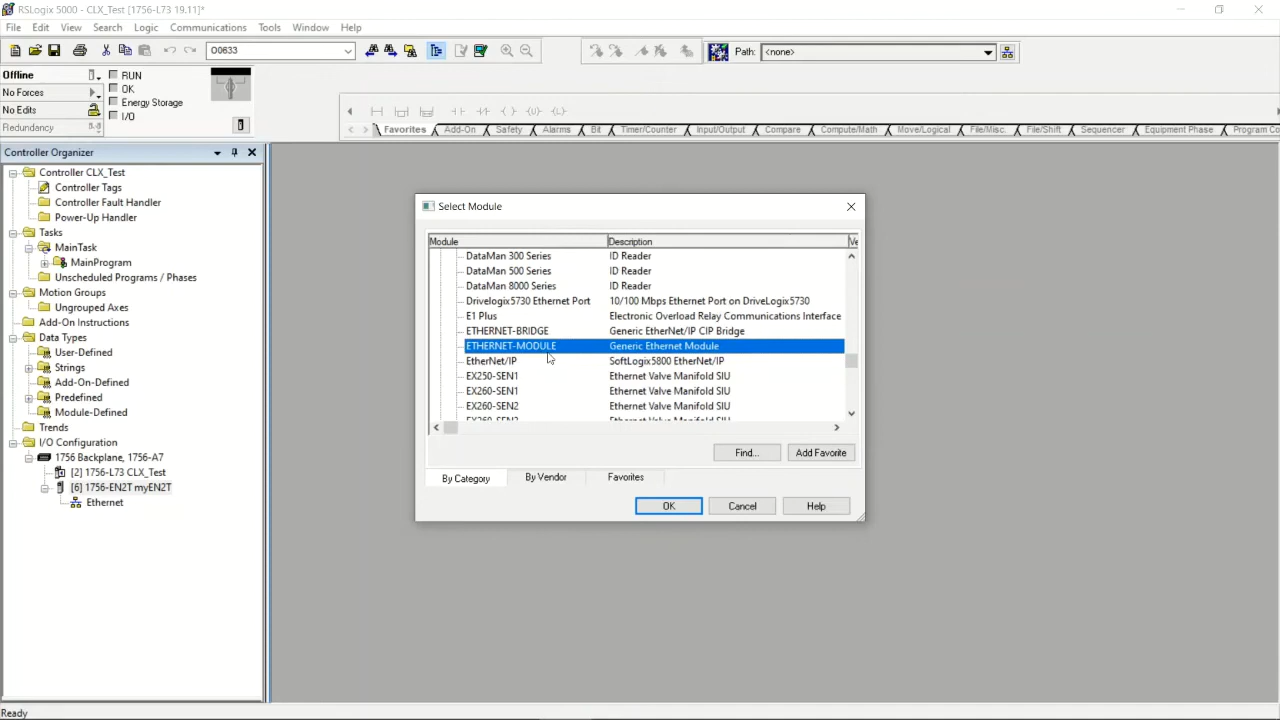 RSLogix 5000 - CLX_Test [1756-L73 19.11]*
File Edit View Search Logic Communications Tools Window Help
O0633 Path: <none>
Offline RUN
No Forces OK
No Edits Energy Storage
Redundancy I/O
Favorites Add-On Safety Alarms Bit Timer/Counter Input/Output Compare Compute/Math Move/Logical File/Misc. File/Shift Sequencer Equipment Phase Program Co
Controller Organizer
Controller CLX_Test
Controller Tags
Controller Fault Handler
Power-Up Handler
Tasks
MainTask
MainProgram
Unscheduled Programs / Phases
Motion Groups
Ungrouped Axes
Add-On Instructions
Data Types
User-Defined
Strings
Add-On-Defined
Predefined
Module-Defined
Trends
I/O Configuration
1756 Backplane, 1756-A7
[2] 1756-L73 CLX_Test
[6] 1756-EN2T myEN2T
Ethernet
Select Module
Module Description Ve
DataMan 300 Series ID Reader
DataMan 500 Series ID Reader
DataMan 8000 Series ID Reader
Drivelogix5730 Ethernet Port 10/100 Mbps Ethernet Port on DriveLogix5730
E1 Plus Electronic Overload Relay Communications Interface
ETHERNET-BRIDGE Generic EtherNet/IP CIP Bridge
ETHERNET-MODULE Generic Ethernet Module
EtherNet/IP SoftLogix5800 EtherNet/IP
EX250-SEN1 Ethernet Valve Manifold SIU
EX260-SEN1 Ethernet Valve Manifold SIU
EX260-SEN2 Ethernet Valve Manifold SIU
Find... Add Favorite
By Category By Vendor Favorites
OK Cancel Help
Ready